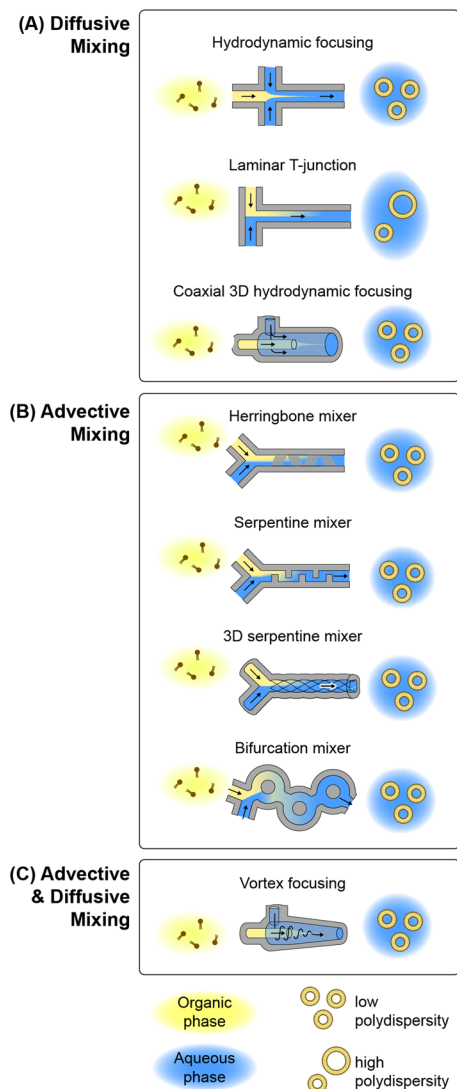 (A) Diffusive
Mixing
Hydrodynamic focusing
Laminar T-junction
Coaxial 3D hydrodynamic focusing
(B) Advective
Mixing
Herringbone mixer
Serpentine mixer
3D serpentine mixer
Bifurcation mixer
(C) Advective
& Diffusive
Mixing
Vortex focusing
Organic
phase
low
polydispersity
Aqueous
phase
high
polydispersity